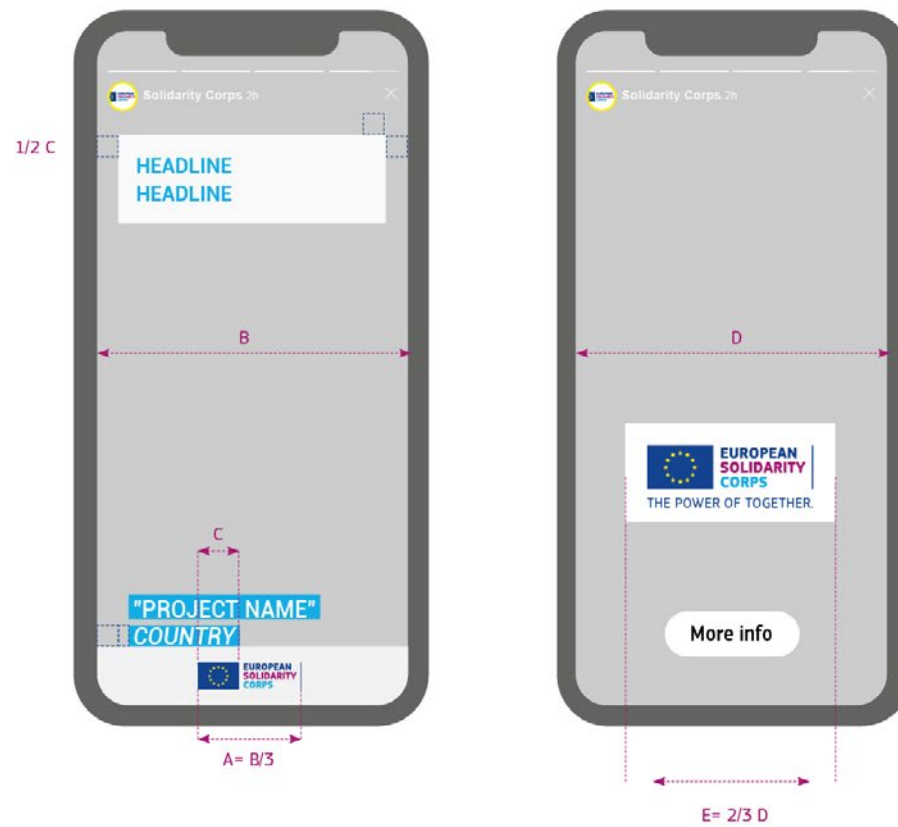 Solidarity Corps 2h
1/2 C
HEADLINE
HEADLINE
B
C
"PROJECT NAME"
COUNTRY
EUROPEAN
SOLIDARITY
CORPS
A= B/3
Solidarity Corps 2h
D
EUROPEAN
SOLIDARITY
CORPS
THE POWER OF TOGETHER.
More info
E= 2/3 D